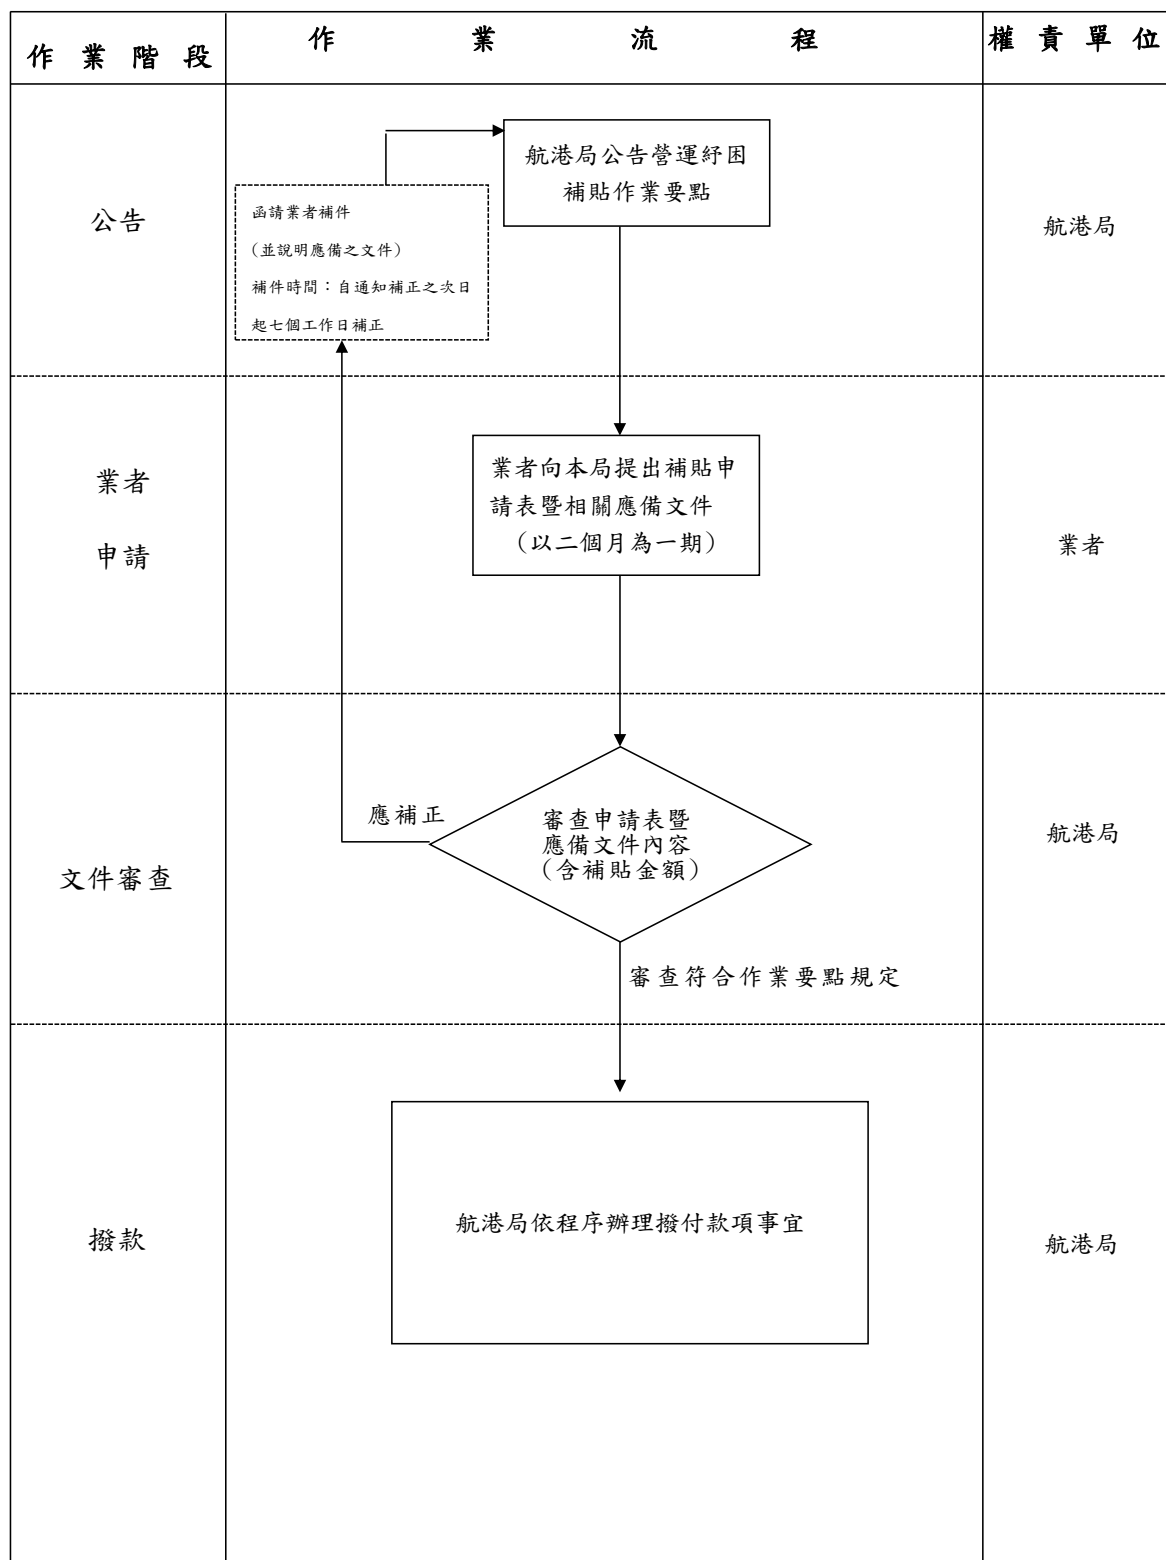 作業階段
作業流程
權責單位
公告
航港局公告營運紓困
補貼作業要點
函請業者補件
(並說明應備之文件)
補件時間：自通知補正之次日
起七個工作日補正
航港局
業者
申請
業者向本局提出補貼申
請表暨相關應備文件
(以二個月為一期)
業者
文件審查
應補正
審查申請表暨
應備文件內容
(含補貼金額)
審查符合作業要點規定
航港局
撥款
航港局依程序辦理撥付款項事宜
航港局